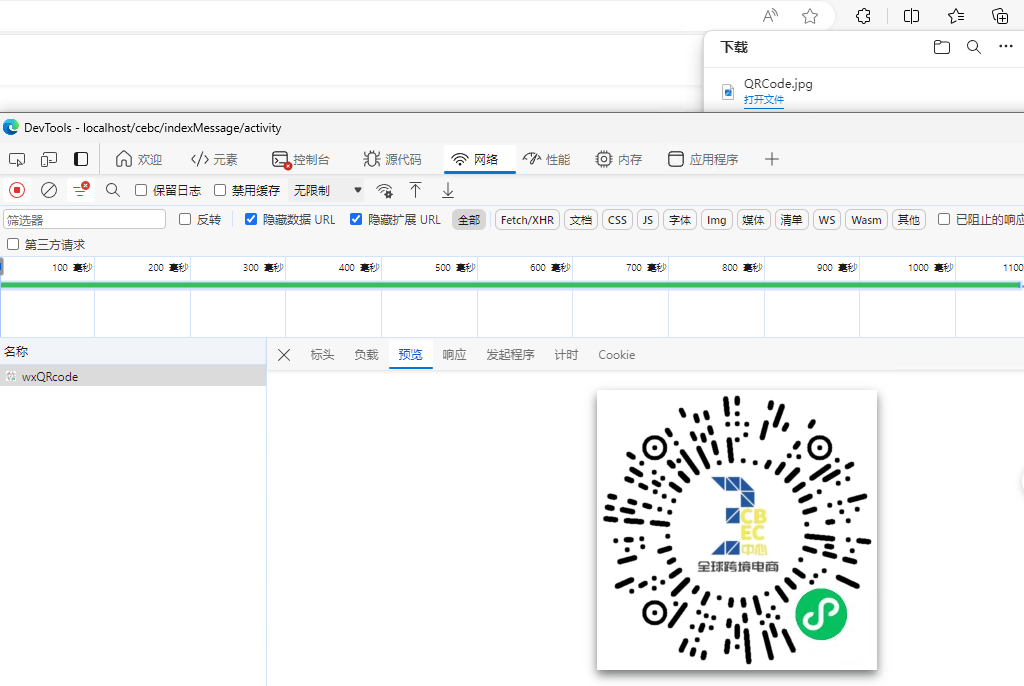 A
下载
QRCode.jpg
打开文件
DevTools - localhost/cebc/indexMessage/activity
欢迎 元素 控制台 源代码 网络 性能 内存 应用程序
保留日志 禁用缓存 无限制
筛选器 反转 隐藏数据 URL 隐藏扩展 URL 全部 Fetch/XHR 文档 CSS JS 字体 Img 媒体 清单 WS Wasm 其他 已阻止的响应
第三方请求
100 毫秒 200 毫秒 300 毫秒 400 毫秒 500 毫秒 600 毫秒 700 毫秒 800 毫秒 900 毫秒 1000 毫秒 1100
名称 标头 负载 预览 响应 发起程序 计时 Cookie
wxQRcode
CB
EC
中心
全球跨境电商